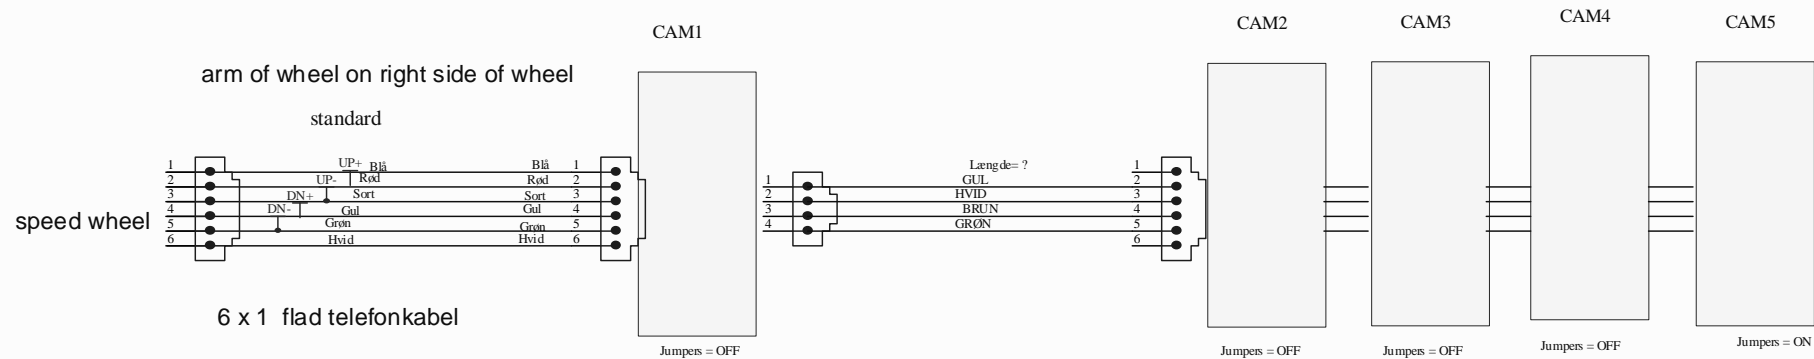 CAM1
CAM2
CAM3
CAM4
CAM5
arm of wheel on right side of wheel
standard
speed wheel
1
2
3
4
5
6
UP+
Blå
UP-
Rød
DN+
Sort
DN-
Gul
Grøn
Hvid
Blå
Rød
Sort
Gul
Grøn
Hvid
1
2
3
4
5
6
6 x 1 flad telefonkabel
Jumpers = OFF
1
2
3
4
Længde= ?
GUL
HVID
BRUN
GRØN
1
2
3
4
5
6
Jumpers = OFF
Jumpers = OFF
Jumpers = OFF
Jumpers = ON